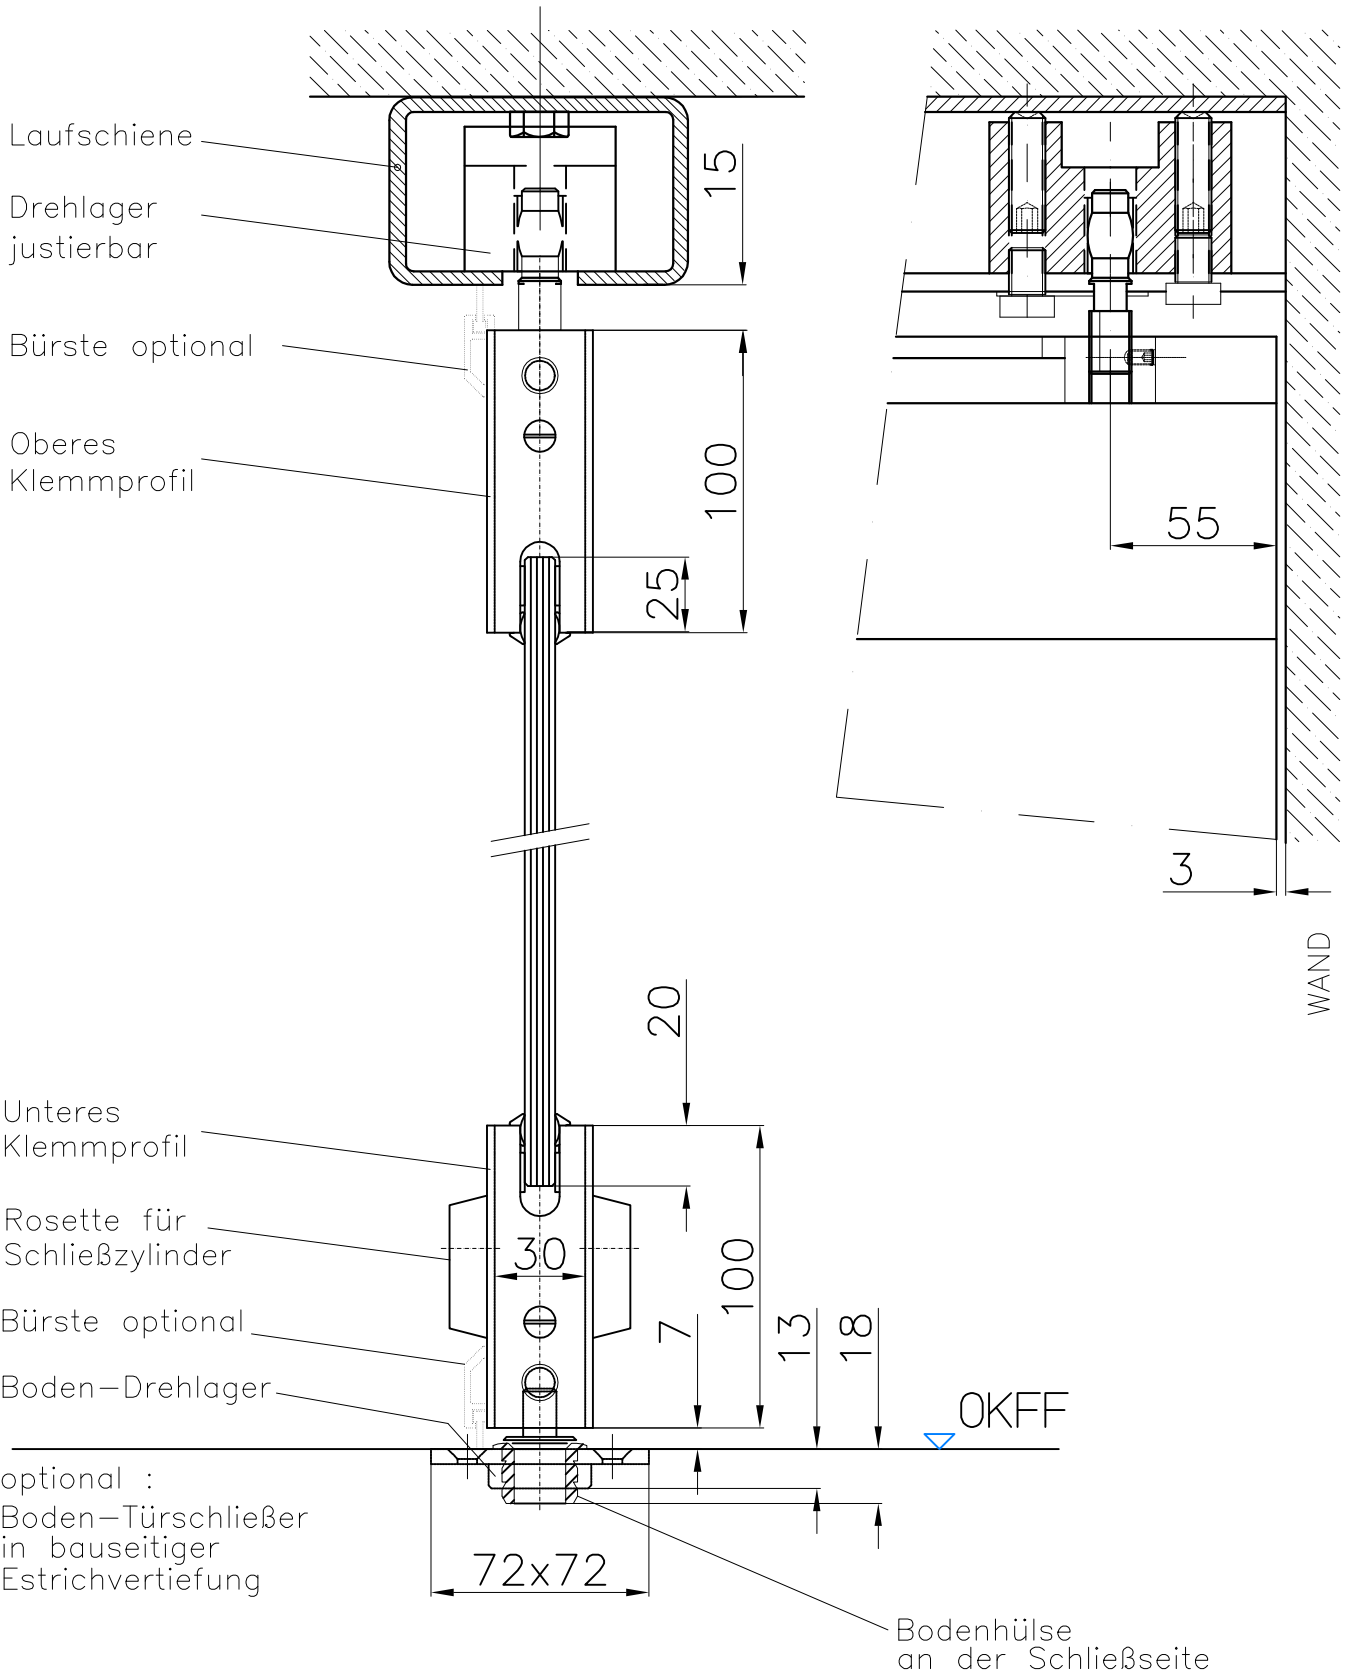 Laufschiene
Drehlager
justierbar
15
Bürste optional
Oberes
Klemmprofil
100
55
25
3
WAND
20
Unteres
Klemmprofil
Rosette für
Schließzylinder
30
100
Bürste optional
7
13
18
Boden-Drehlager
OKFF
optional :
Boden-Türschließer
in bauseitiger
Estrichvertiefung
72x72
Bodenhülse
an der Schließseite